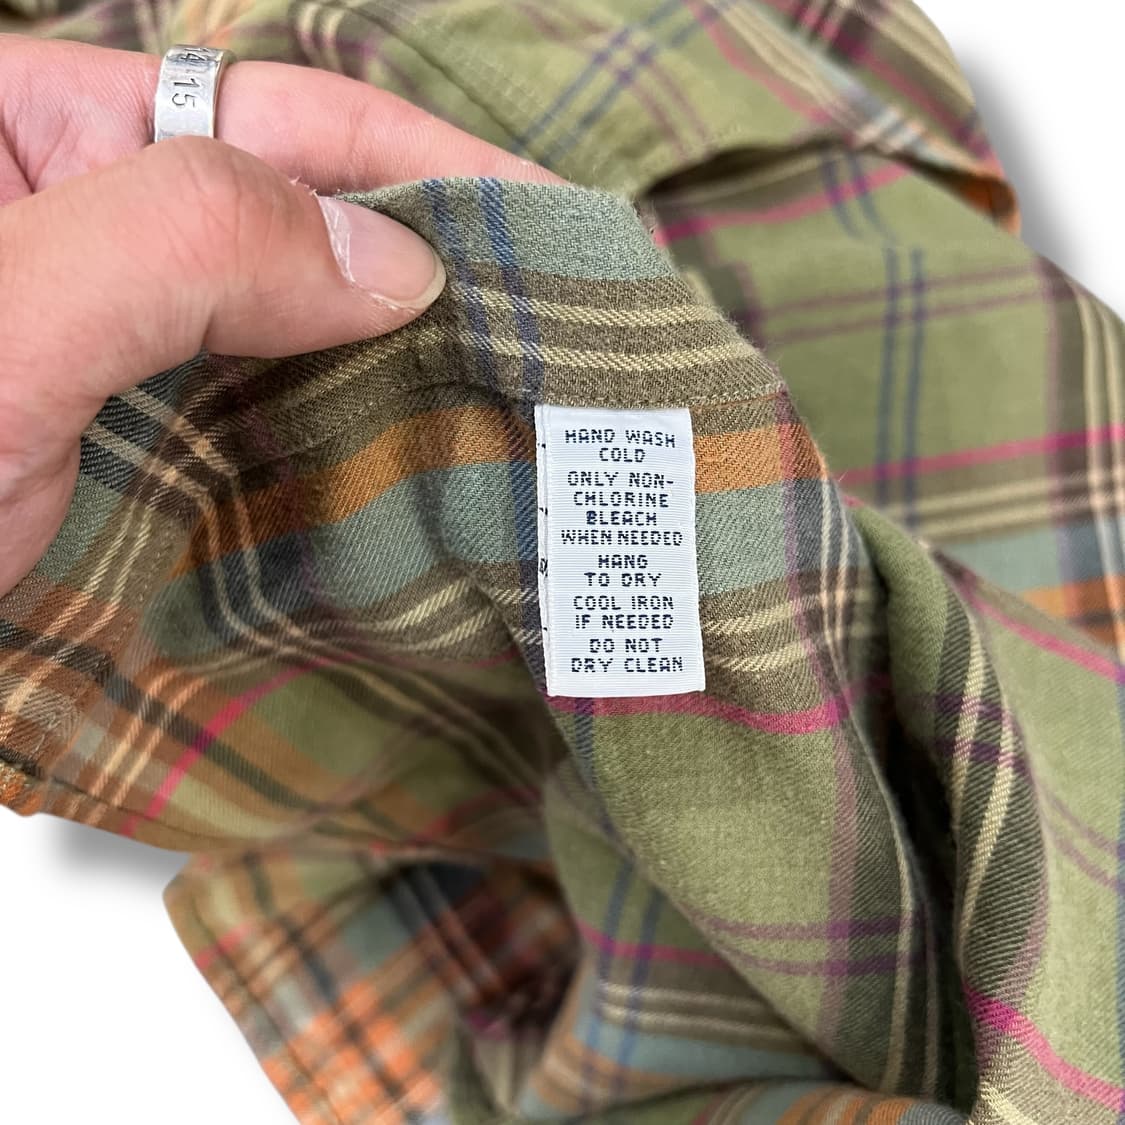 14·15
HAND WASH
COLD
ONLY NON-
CHLORINE
BLEACH
WHEN NEEDED
HANG
TO DRY
COOL IRON
IF NEEDED
DO NOT
DRY CLEAN